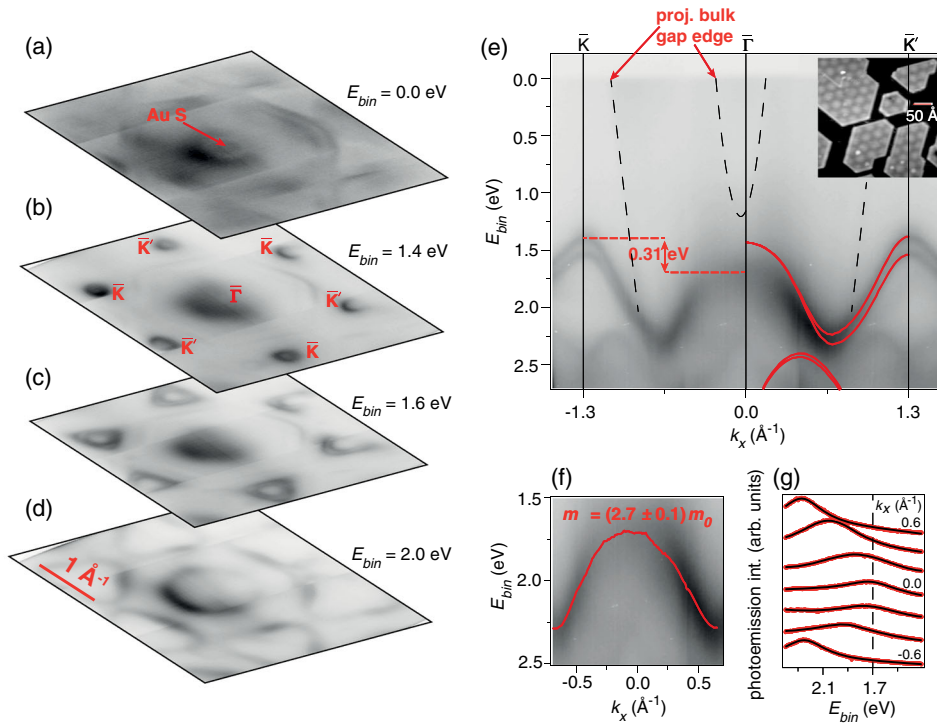 (a)
E_bin = 0.0 eV
Au S
(b)
E_bin = 1.4 eV
K̅'
K̅
K̅
Γ̅
K̅'
K̅'
K̅
(c)
E_bin = 1.6 eV
(d)
E_bin = 2.0 eV
1 Å⁻¹
(e)
proj. bulk
gap edge
K̅
Γ̅
K̅'
50 Å
0.0
0.5
1.0
1.5
2.0
2.5
E_bin (eV)
0.31 eV
-1.3
0.0
1.3
k_x (Å⁻¹)
(f)
m = (2.7 ± 0.1) m₀
1.5
2.0
2.5
E_bin (eV)
-0.5
0.0
0.5
k_x (Å⁻¹)
(g)
photoemission int. (arb. units)
k_x (Å⁻¹)
0.6
0.0
-0.6
2.1
1.7
E_bin (eV)